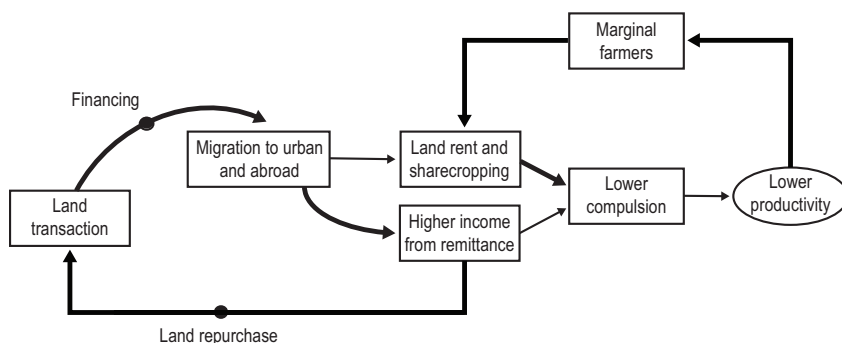 Marginal
farmers
Financing
Migration to urban
and abroad
Land rent and
sharecropping
Lower
compulsion
Lower
productivity
Land
transaction
Higher income
from remittance
Land repurchase